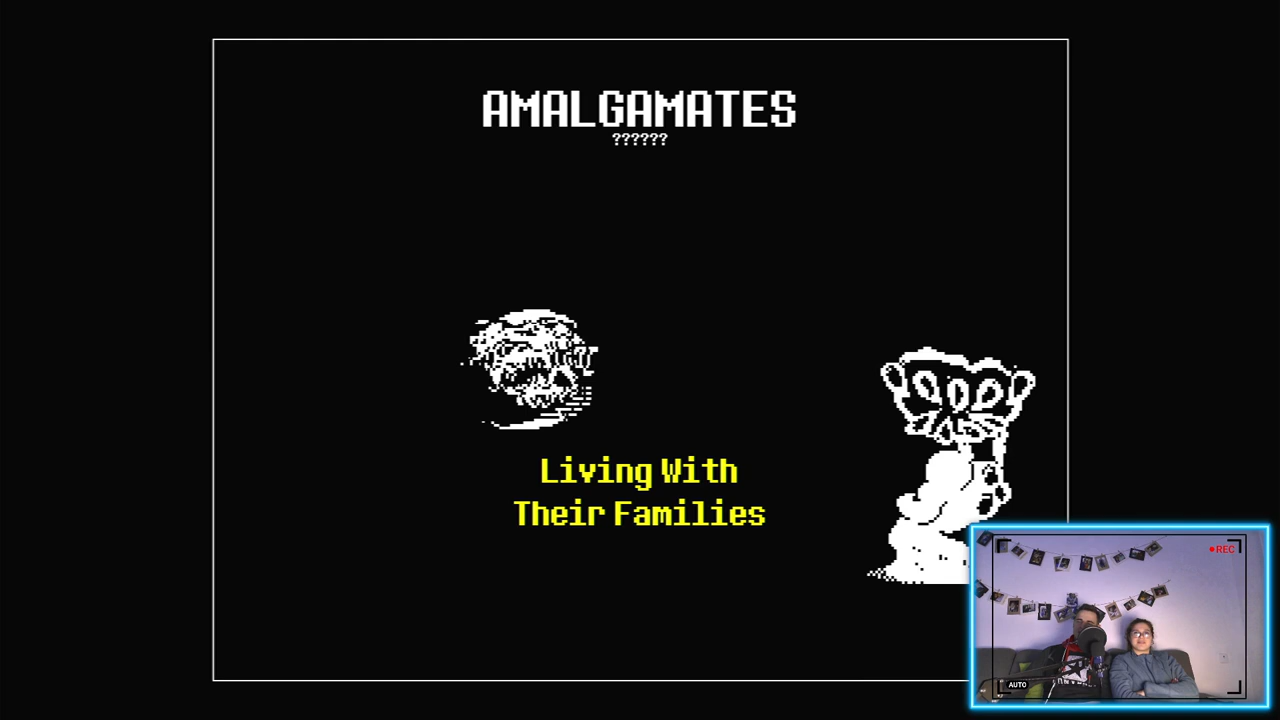 AMALGAMATES
??????
Living With
Their Families
REC
AUTO